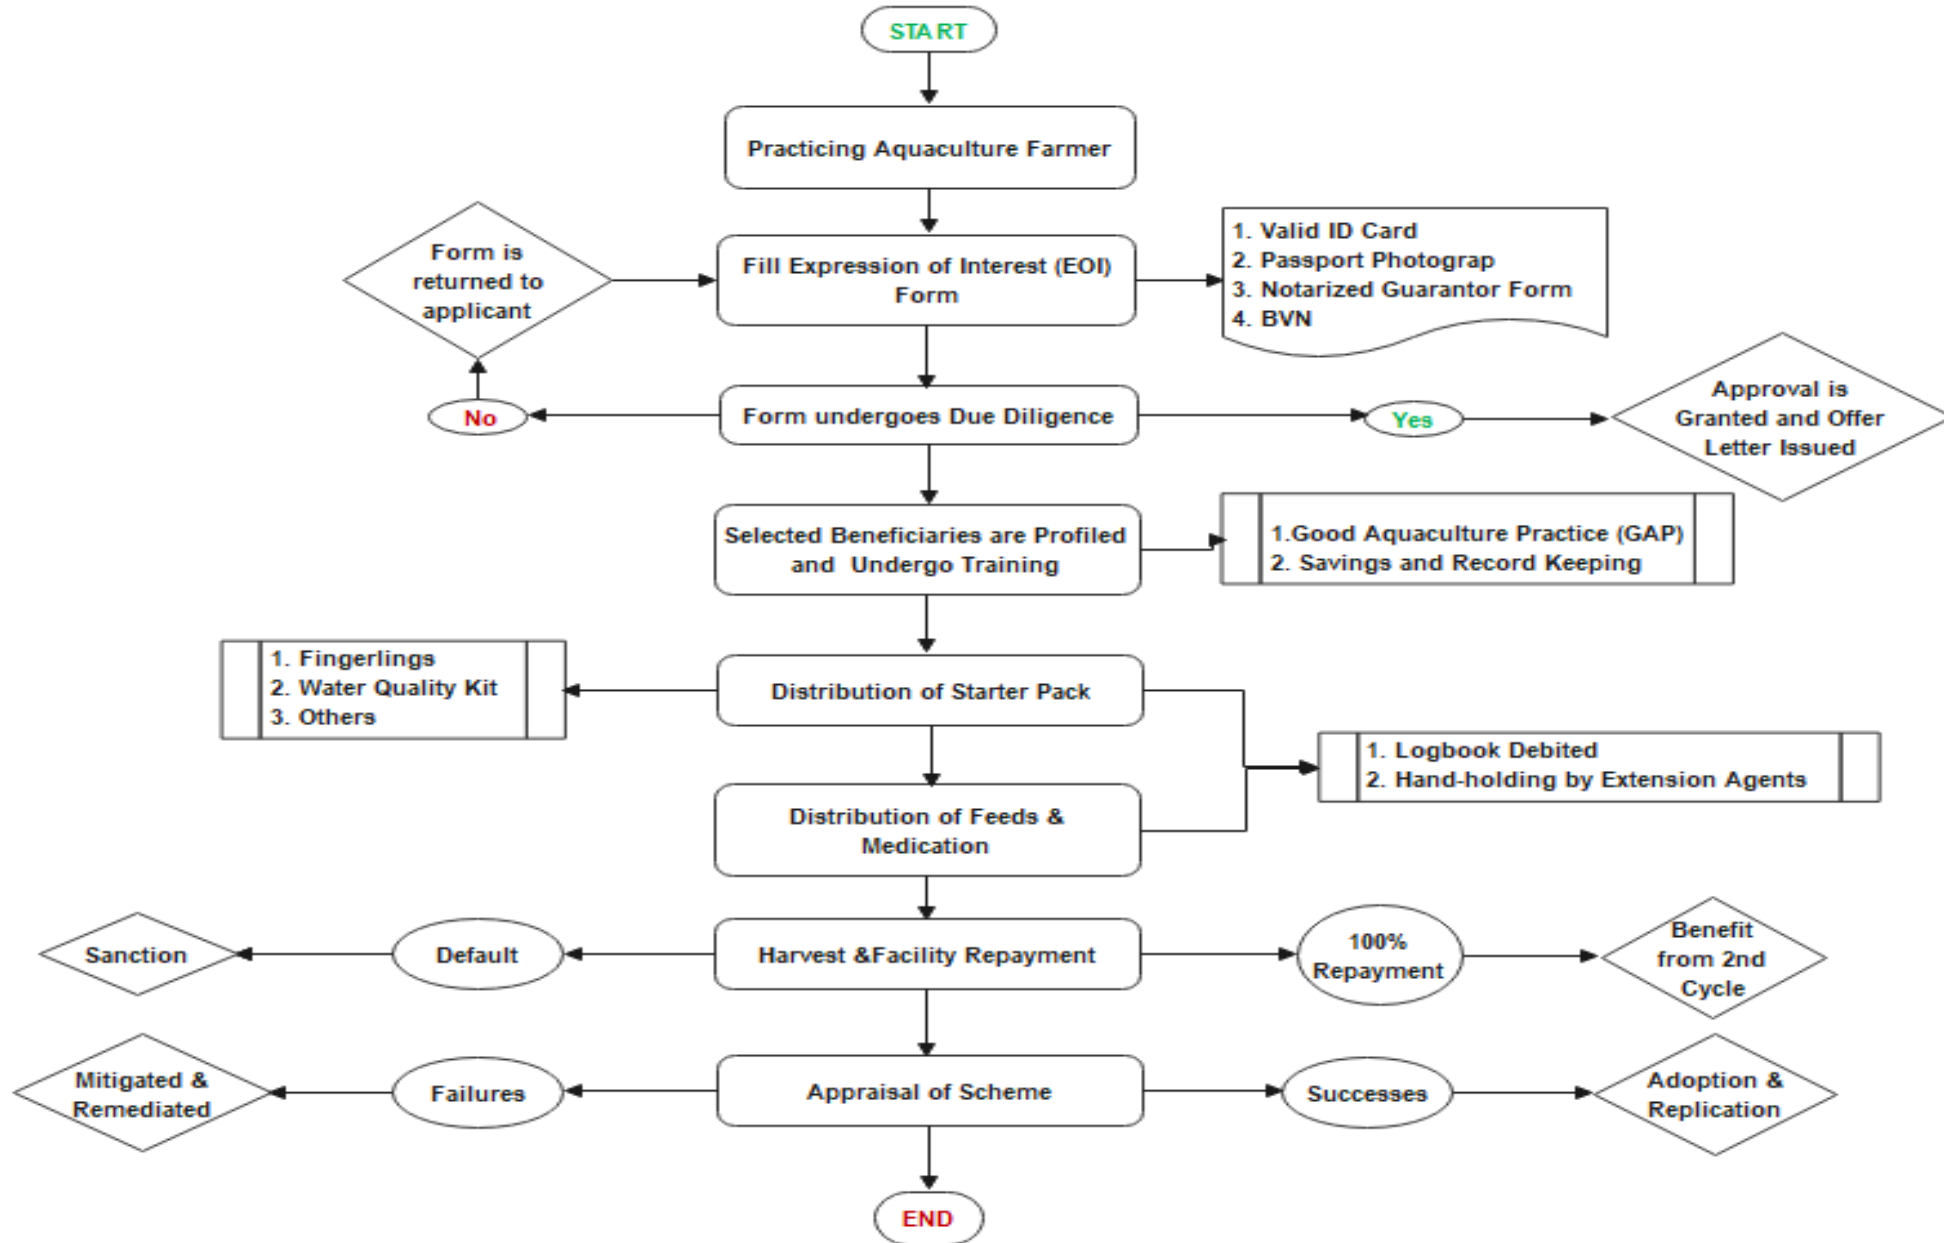 START
Practicing Aquaculture Farmer
Form is
returned to
applicant
Fill Expression of Interest (EOI)
Form
1. Valid ID Card
2. Passport Photograp
3. Notarized Guarantor Form
4. BVN
No
Form undergoes Due Diligence
Yes
Approval is
Granted and Offer
Letter Issued
Selected Beneficiaries are Profiled
and Undergo Training
1.Good Aquaculture Practice (GAP)
2. Savings and Record Keeping
1. Fingerlings
2. Water Quality Kit
3. Others
Distribution of Starter Pack
1. Logbook Debited
2. Hand-holding by Extension Agents
Distribution of Feeds &
Medication
Sanction
Default
Harvest &Facility Repayment
100%
Repayment
Benefit
from 2nd
Cycle
Mitigated &
Remediated
Failures
Appraisal of Scheme
Successes
Adoption &
Replication
END